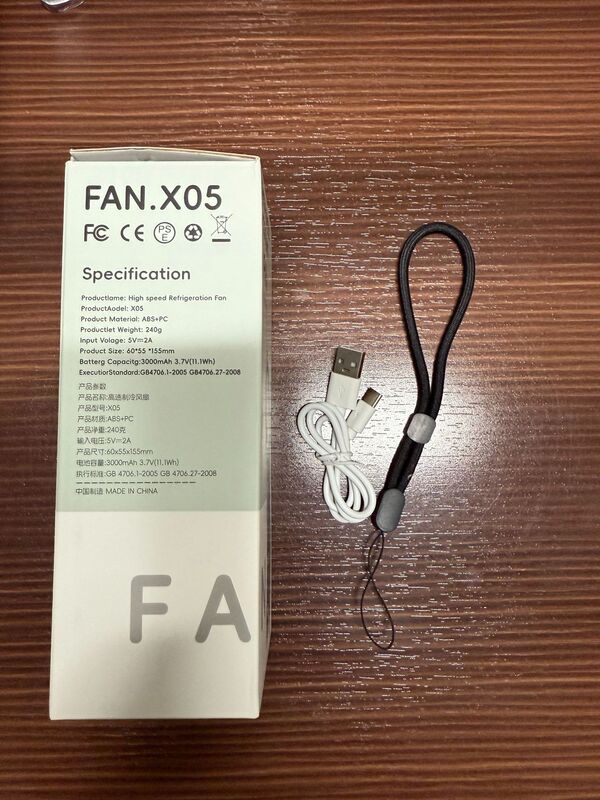 FAN.X05
FC CE PSE
Specification
Productlame: High speed Refrigeration Fan
ProductAodel: X05
Product Material: ABS+PC
Productlet Weight: 240g
Input Volage: 5V⎓2A
Product Size: 60*55 *155mm
Batterg Capacitg:3000mAh 3.7V(11.1Wh)
ExecutiorStandard:GB4706.1-2005 GB4706.27-2008
产品参数
产品名称:高速制冷风扇
产品型号:X05
产品材质:ABS+PC
产品净重:240克
输入电压:5V⎓2A
产品尺寸:60x55x155mm
电池容量:3000mAh 3.7V(11.1Wh)
执行标准:GB 4706.1-2005 GB 4706.27-2008
中国制造 MADE IN CHINA
FA